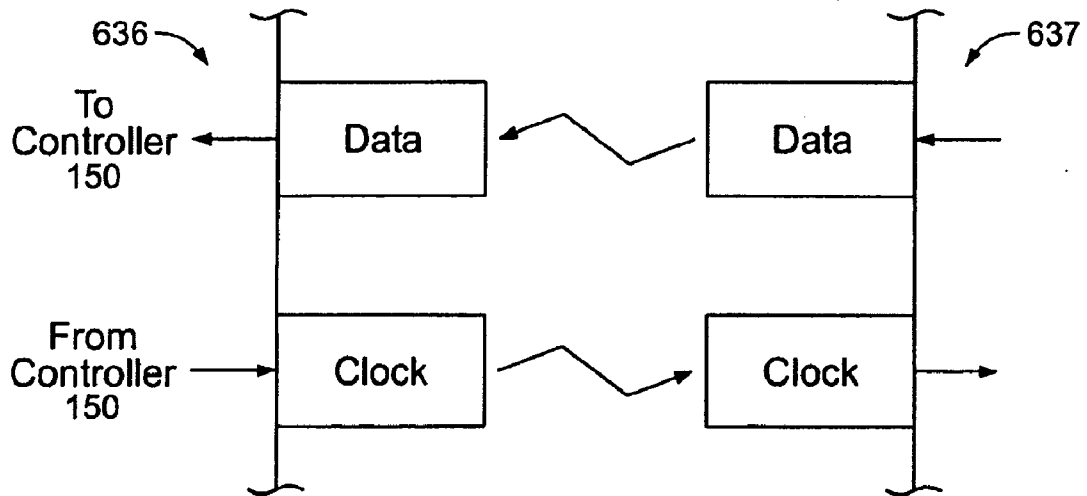 636
637
To
Controller
150
Data
Data
From
Controller
150
Clock
Clock